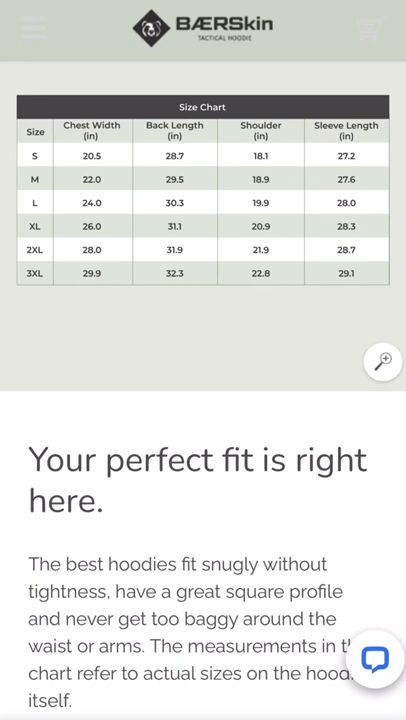 BÆRSkin
TACTICAL HOODIE
Size Chart
Size Chest Width (in) Back Length (in) Shoulder (in) Sleeve Length (in)
S 20.5 28.7 18.1 27.2
M 22.0 29.5 18.9 27.6
L 24.0 30.3 19.9 28.0
XL 26.0 31.1 20.9 28.3
2XL 28.0 31.9 21.9 28.7
3XL 29.9 32.3 22.8 29.1
Your perfect fit is right
here.
The best hoodies fit snugly without
tightness, have a great square profile
and never get too baggy around the
waist or arms. The measurements in
chart refer to actual sizes on the
itself.